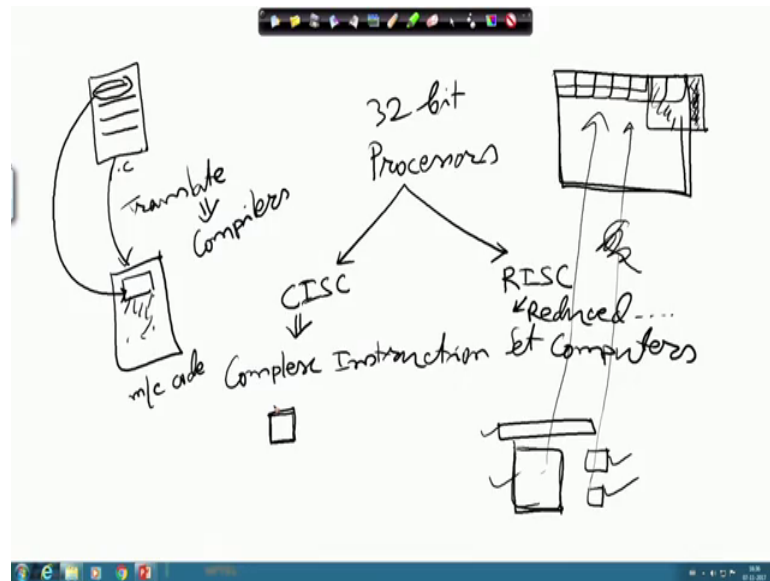 32 bit
Processors
.c
Translate
⇓
Compilers
m/c code
CISC
⇓
RISC
Reduced ....
Complex Instruction Set Computers